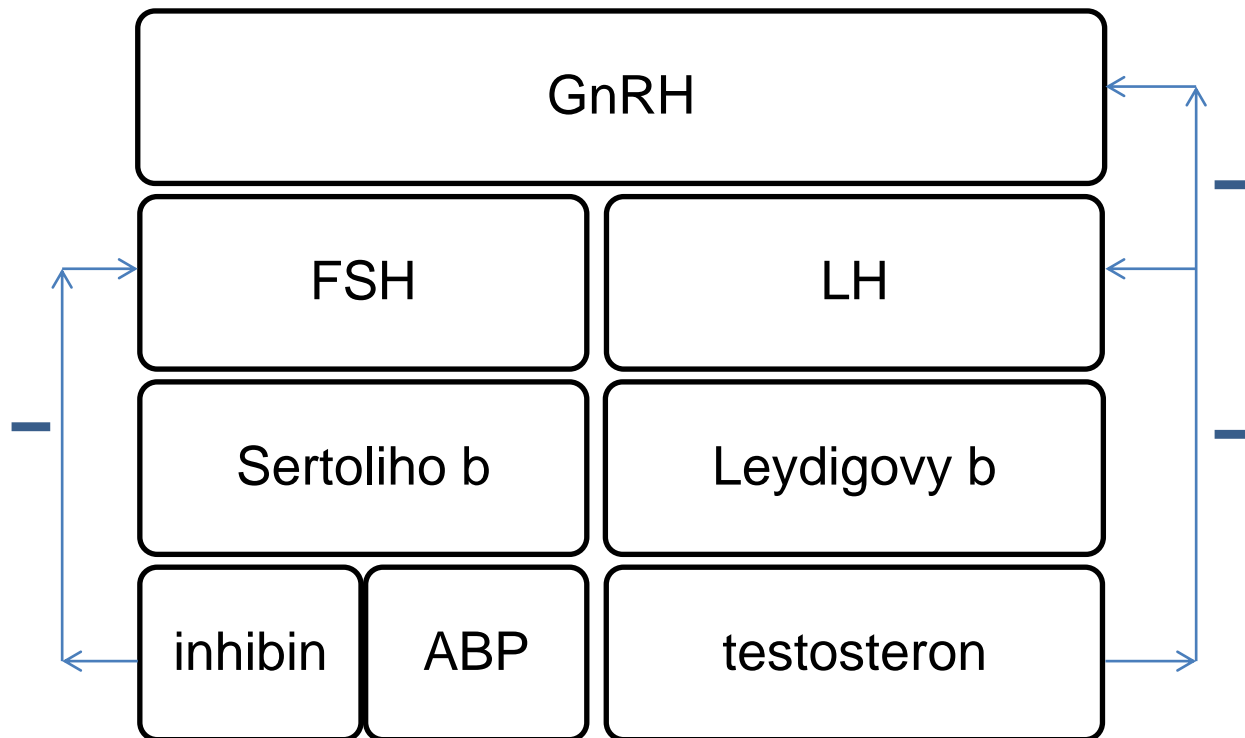 GnRH
FSH
LH
Sertoliho b
Leydigovy b
inhibin
ABP
testosteron